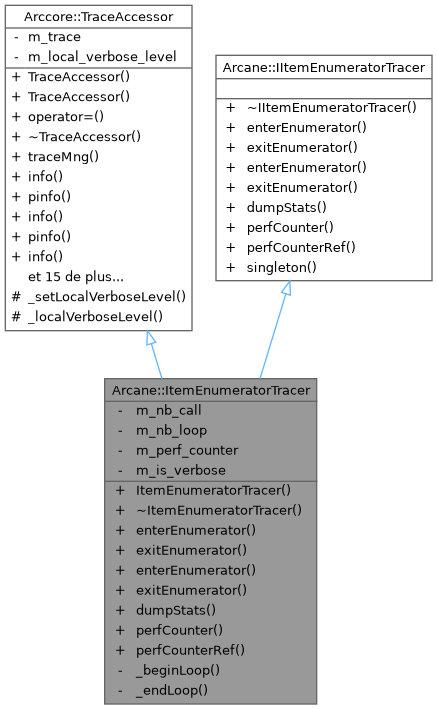 Arccore::TraceAccessor
- m_trace
- m_local_verbose_level
+ TraceAccessor()
+ TraceAccessor()
+ operator=()
+ ~TraceAccessor()
+ traceMng()
+ info()
+ pinfo()
+ info()
+ pinfo()
+ info()
et 15 de plus...
# _setLocalVerboseLevel()
# _localVerboseLevel()
Arcane::IItemEnumeratorTracer
+ ~IItemEnumeratorTracer()
+ enterEnumerator()
+ exitEnumerator()
+ enterEnumerator()
+ exitEnumerator()
+ dumpStats()
+ perfCounter()
+ perfCounterRef()
+ singleton()
Arcane::ItemEnumeratorTracer
- m_nb_call
- m_nb_loop
- m_perf_counter
- m_is_verbose
+ ItemEnumeratorTracer()
+ ~ItemEnumeratorTracer()
+ enterEnumerator()
+ exitEnumerator()
+ enterEnumerator()
+ exitEnumerator()
+ dumpStats()
+ perfCounter()
+ perfCounterRef()
- _beginLoop()
- _endLoop()